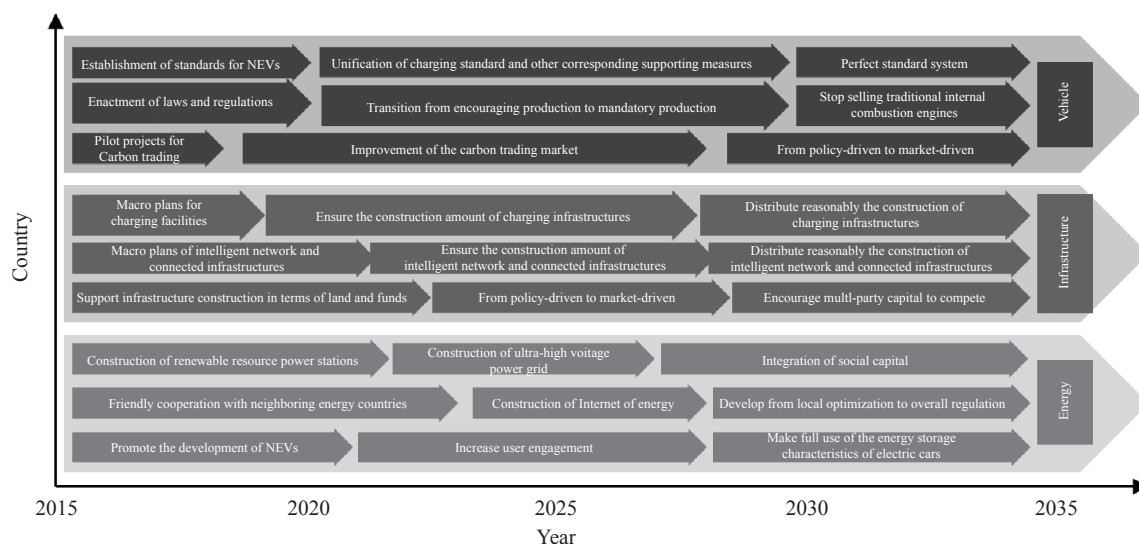 Country
Establishment of standards for NEVs
Unification of charging standard and other corresponding supporting measures
Perfect standard system
Enactment of laws and regulations
Transition from encouraging production to mandatory production
Stop selling traditional internal
combustion engines
Pilot projects for
Carbon trading
Improvement of the carbon trading market
From policy-driven to market-driven
Vehicle
Macro plans for
charging facilities
Ensure the construction amount of charging infrastructures
Distribute reasonably the construction of
charging infrastructures
Macro plans of intelligent network and
connected infrastructures
Ensure the construction amount of
intelligent network and connected infrastructures
Distribute reasonably the construction of
intelligent network and connected infrastructures
Support infrastructure construction in terms of land and funds
From policy-driven to market-driven
Encourage multl-party capital to compete
Infrastructure
Construction of renewable resource power stations
Construction of ultra-high voitage
power grid
Integration of social capital
Friendly cooperation with neighboring energy countries
Construction of Internet of energy
Develop from local optimization to overall regulation
Promote the development of NEVs
Increase user engagement
Make full use of the energy storage
characteristics of electric cars
Energy
2015
2020
2025
2030
2035
Year